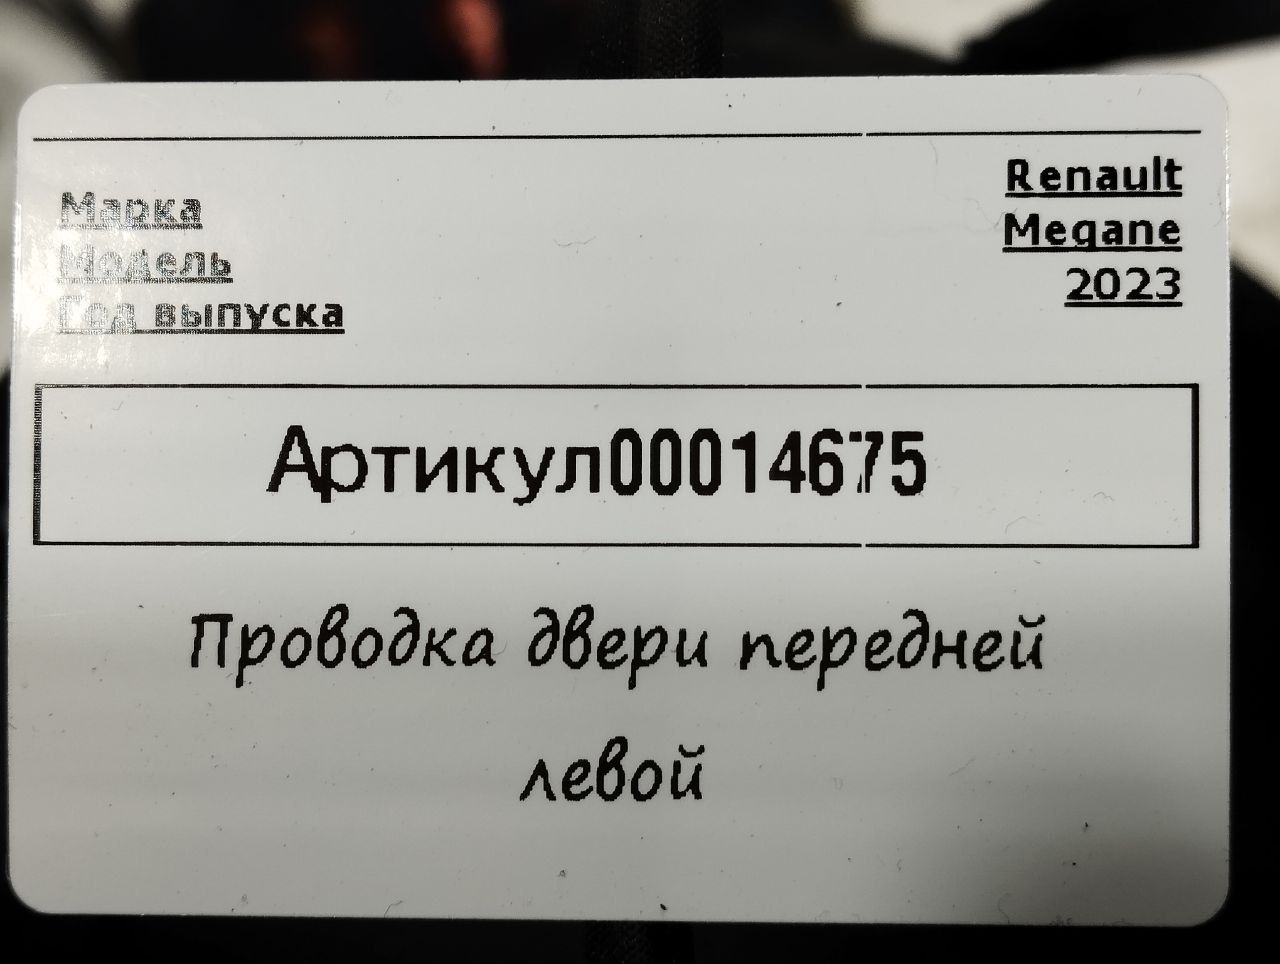 Марка Renault
Модель Megane
Год выпуска 2023
Артикул00014675
Проводка двери передней
левой